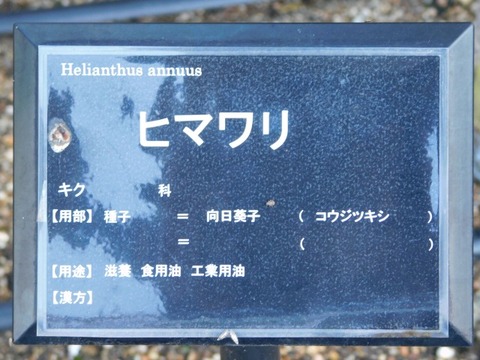 Helianthus annuus
ヒマワリ
キク 科
【用部】 種子 ＝ 向日葵子 （ コウジツキシ ）
＝ （ ）
【用途】 滋養 食用油 工業用油
【漢方】